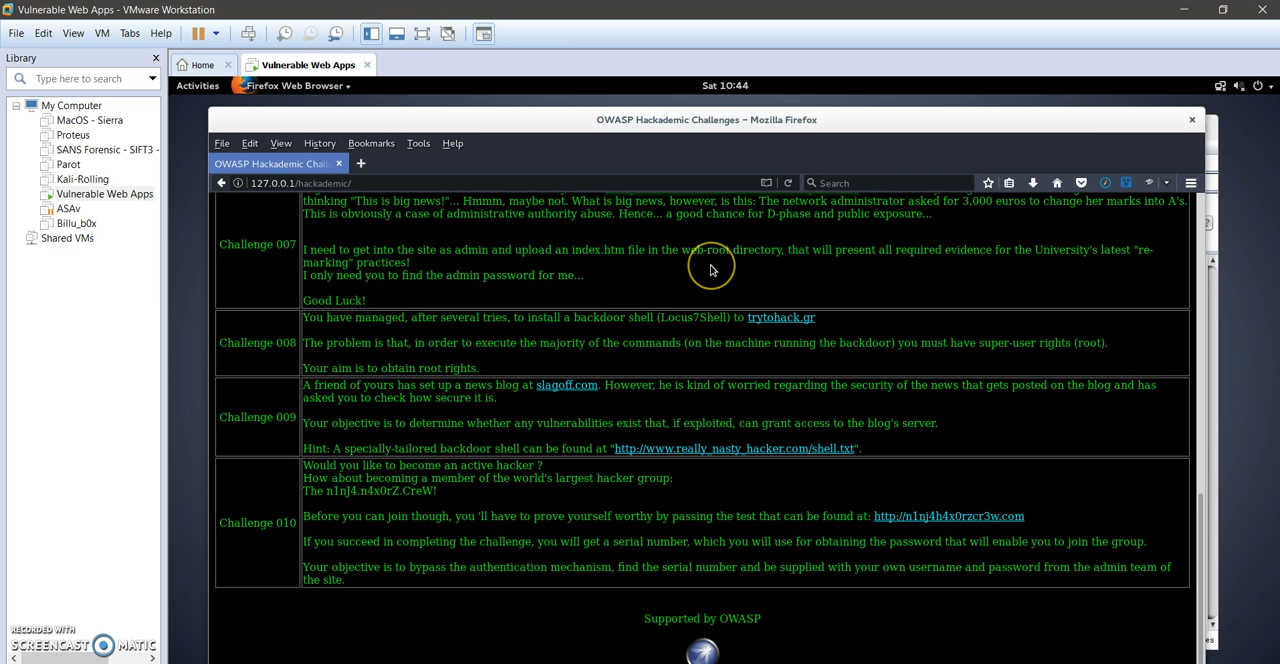 Vulnerable Web Apps - VMware Workstation
File Edit View VM Tabs Help
Library
Type here to search
My Computer
MacOS - Sierra
Proteus
SANS Forensic - SIFT3 -
Parot
Kali-Rolling
Vulnerable Web Apps
ASAv
Billu_b0x
Shared VMs
Home
Vulnerable Web Apps
Activities
Firefox Web Browser
Sat 10:44
OWASP Hackademic Challenges – Mozilla Firefox
File Edit View History Bookmarks Tools Help
OWASP Hackademic Chall
127.0.0.1/hackademic/
Search
thinking "This is big news!"... Hmmm, maybe not. What is big news, however, is this: The network administrator asked for 3,000 euros to change her marks into A's.
This is obviously a case of administrative authority abuse. Hence... a good chance for D-phase and public exposure...
Challenge 007
I need to get into the site as admin and upload an index.htm file in the web-root directory, that will present all required evidence for the University's latest "re-
marking" practices!
I only need you to find the admin password for me...
Good Luck!
Challenge 008
You have managed, after several tries, to install a backdoor shell (Locus7Shell) to trytohack.gr
The problem is that, in order to execute the majority of the commands (on the machine running the backdoor) you must have super-user rights (root).
Your aim is to obtain root rights.
Challenge 009
A friend of yours has set up a news blog at slagoff.com. However, he is kind of worried regarding the security of the news that gets posted on the blog and has
asked you to check how secure it is.
Your objective is to determine whether any vulnerabilities exist that, if exploited, can grant access to the blog's server.
Hint: A specially-tailored backdoor shell can be found at "http://www.really_nasty_hacker.com/shell.txt".
Challenge 010
Would you like to become an active hacker ?
How about becoming a member of the world's largest hacker group:
The n1nJ4.n4x0rZ.CreW!
Before you can join though, you 'll have to prove yourself worthy by passing the test that can be found at: http://n1nj4h4x0rzcr3w.com
If you succeed in completing the challenge, you will get a serial number, which you will use for obtaining the password that will enable you to join the group.
Your objective is to bypass the authentication mechanism, find the serial number and be supplied with your own username and password from the admin team of
the site.
Supported by OWASP
RECORDED WITH
SCREENCAST MATIC